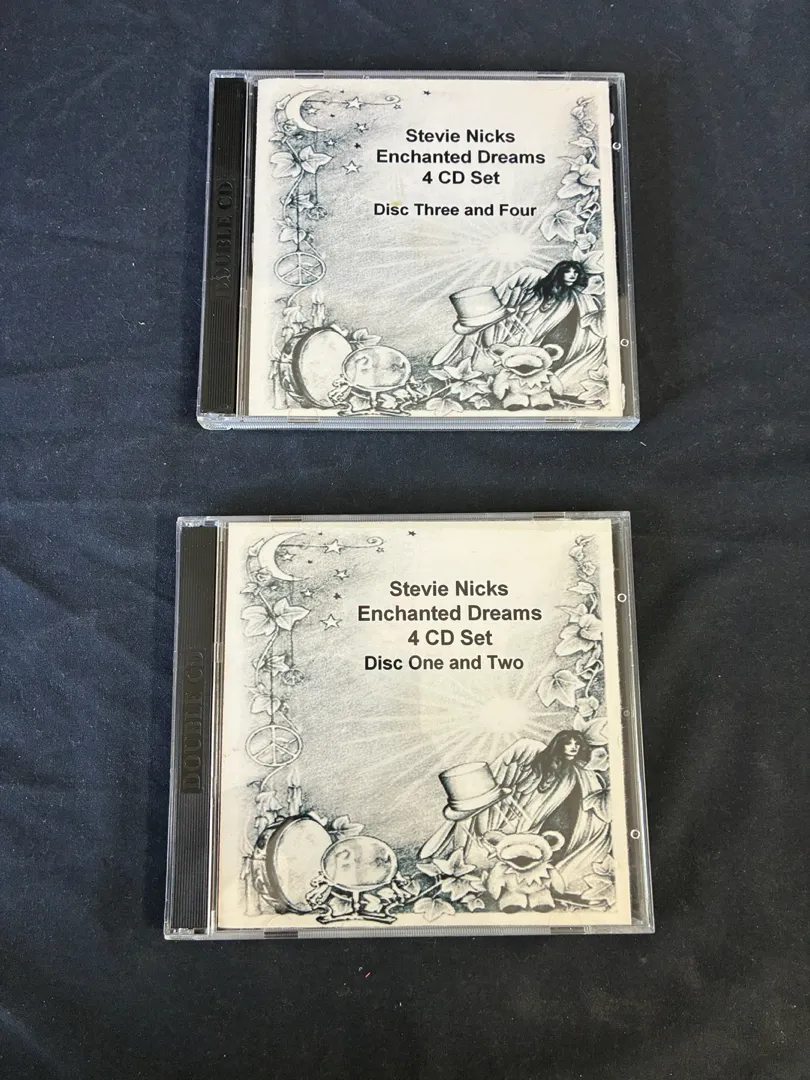 DOUBLE CD
Stevie Nicks
Enchanted Dreams
4 CD Set
Disc Three and Four
DOUBLE CD
Stevie Nicks
Enchanted Dreams
4 CD Set
Disc One and Two